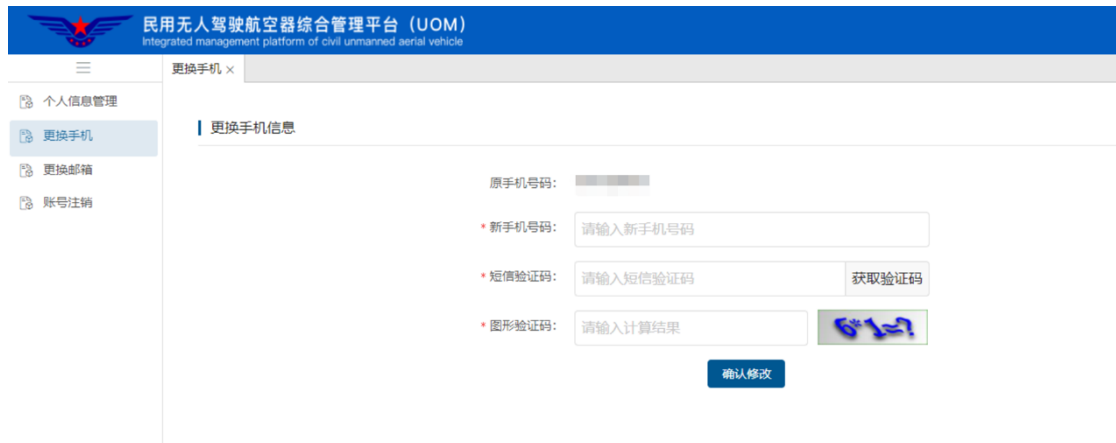 民用无人驾驶航空器综合管理平台（UOM）
Integrated management platform of civil unmanned aerial vehicle
更换手机 ×
个人信息管理
更换手机
更换邮箱
账号注销
更换手机信息
原手机号码：
* 新手机号码： 请输入新手机号码
* 短信验证码： 请输入短信验证码 获取验证码
* 图形验证码： 请输入计算结果 6*1=?
确认修改